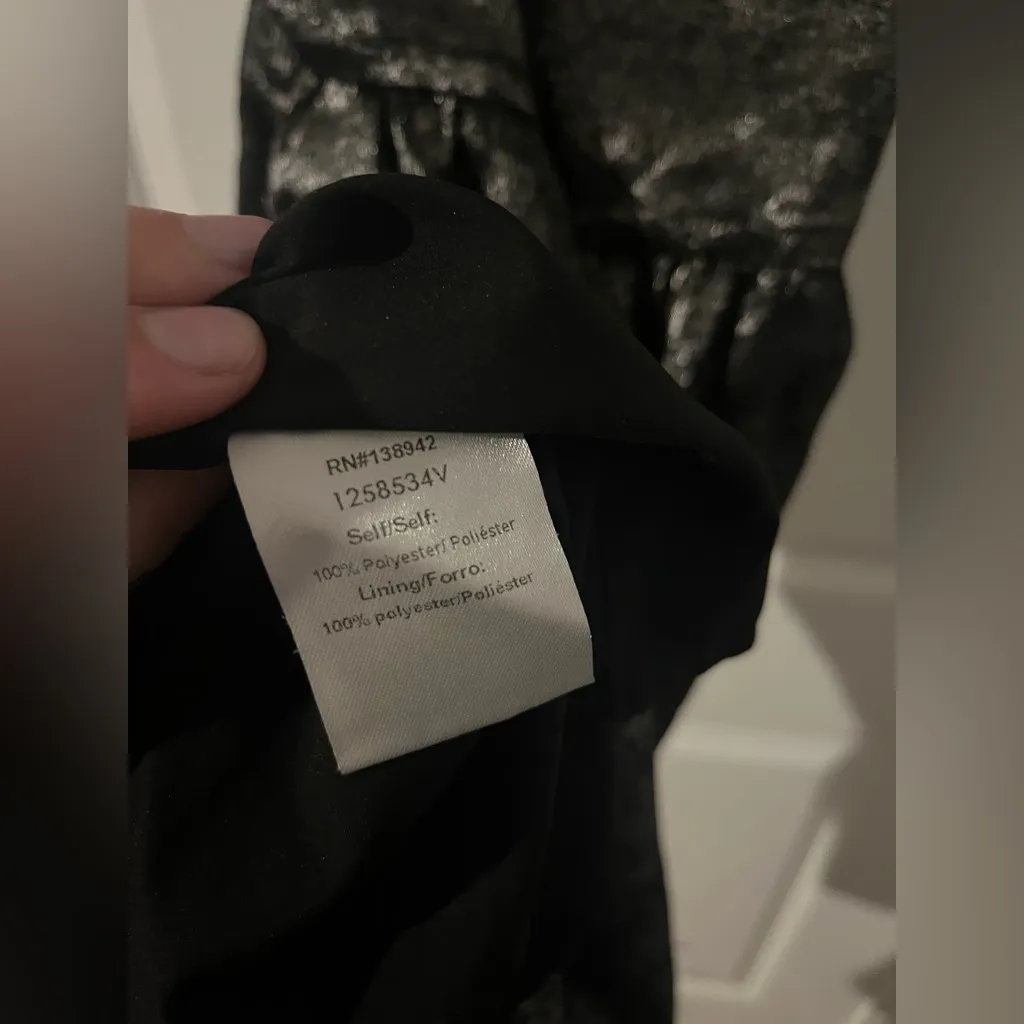 RN#138942
1258534V
Self/Self:
100% Polyester/ Poliéster
Lining/Forro:
100% polyester/Poliéster